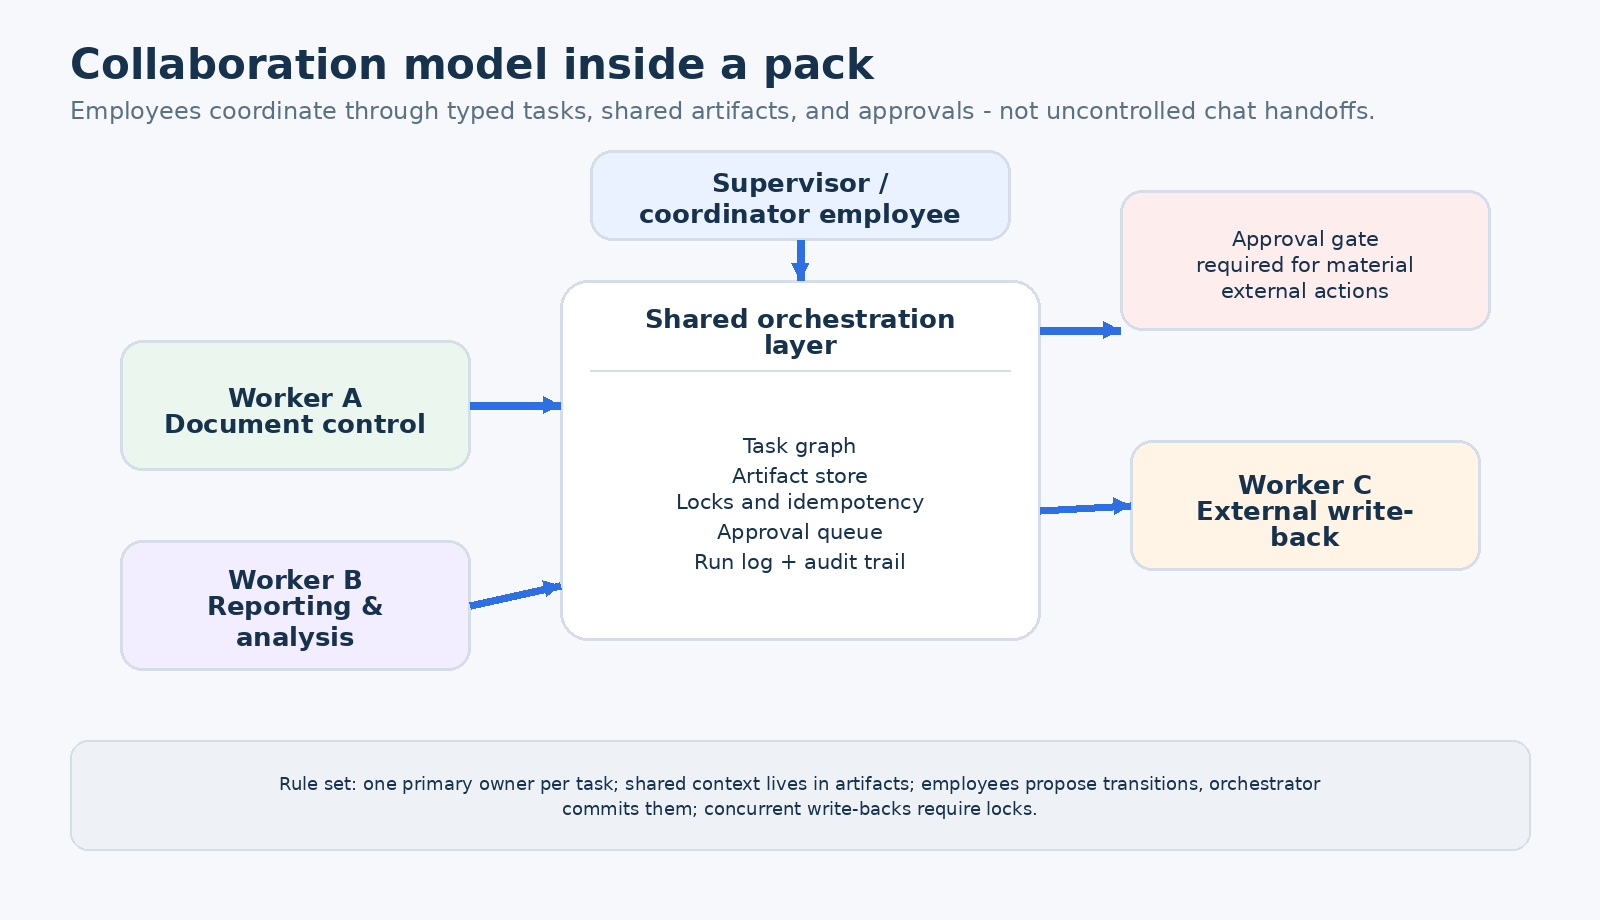 Collaboration model inside a pack
Employees coordinate through typed tasks, shared artifacts, and approvals - not uncontrolled chat handoffs.
Supervisor /
coordinator employee
Approval gate
required for material
external actions
Shared orchestration
layer
Worker A
Document control
Task graph
Artifact store
Locks and idempotency
Approval queue
Run log + audit trail
Worker C
External write-
back
Worker B
Reporting &
analysis
Rule set: one primary owner per task; shared context lives in artifacts; employees propose transitions, orchestrator
commits them; concurrent write-backs require locks.